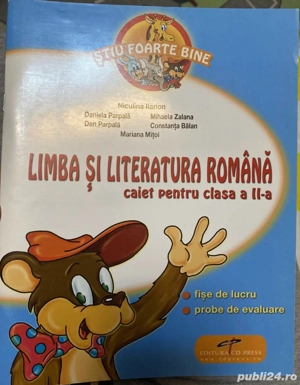 ȘTIU FOARTE BINE
Niculina Ilarion
Daniela Parpală Mihaela Zalana
Dan Parpală Constanța Bălan
Mariana Mițoi
LIMBA ȘI LITERATURA ROMÂNĂ
caiet pentru clasa a II-a
fișe de lucru
probe de evaluare
EDITURA CD PRESS
publi24.ro